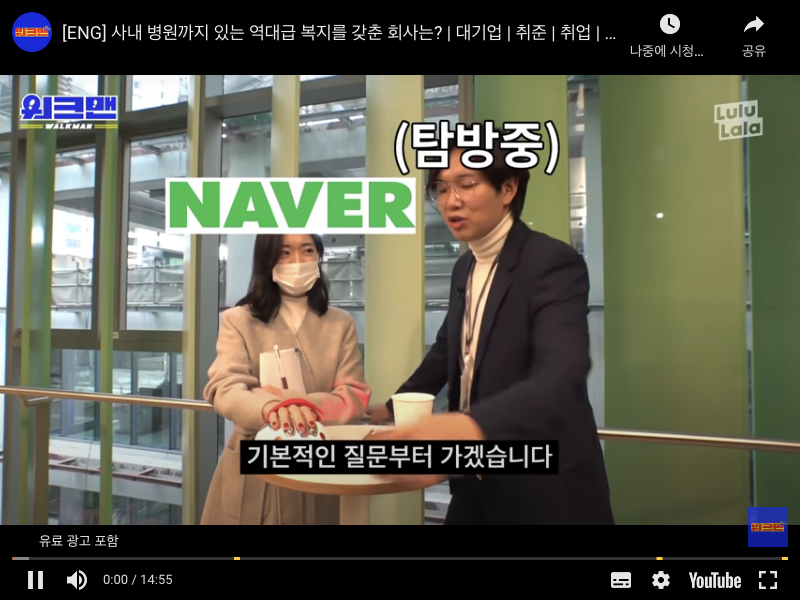 [ENG] 사내 병원까지 있는 역대급 복지를 갖춘 회사는? | 대기업 | 취준 | 취업 | ...
나중에 시청...
공유
워크맨
WALKMAN
Lulu
Lala
(탐방중)
NAVER
기본적인 질문부터 가겠습니다
유료 광고 포함
워크맨
0:00 / 14:55
YouTube